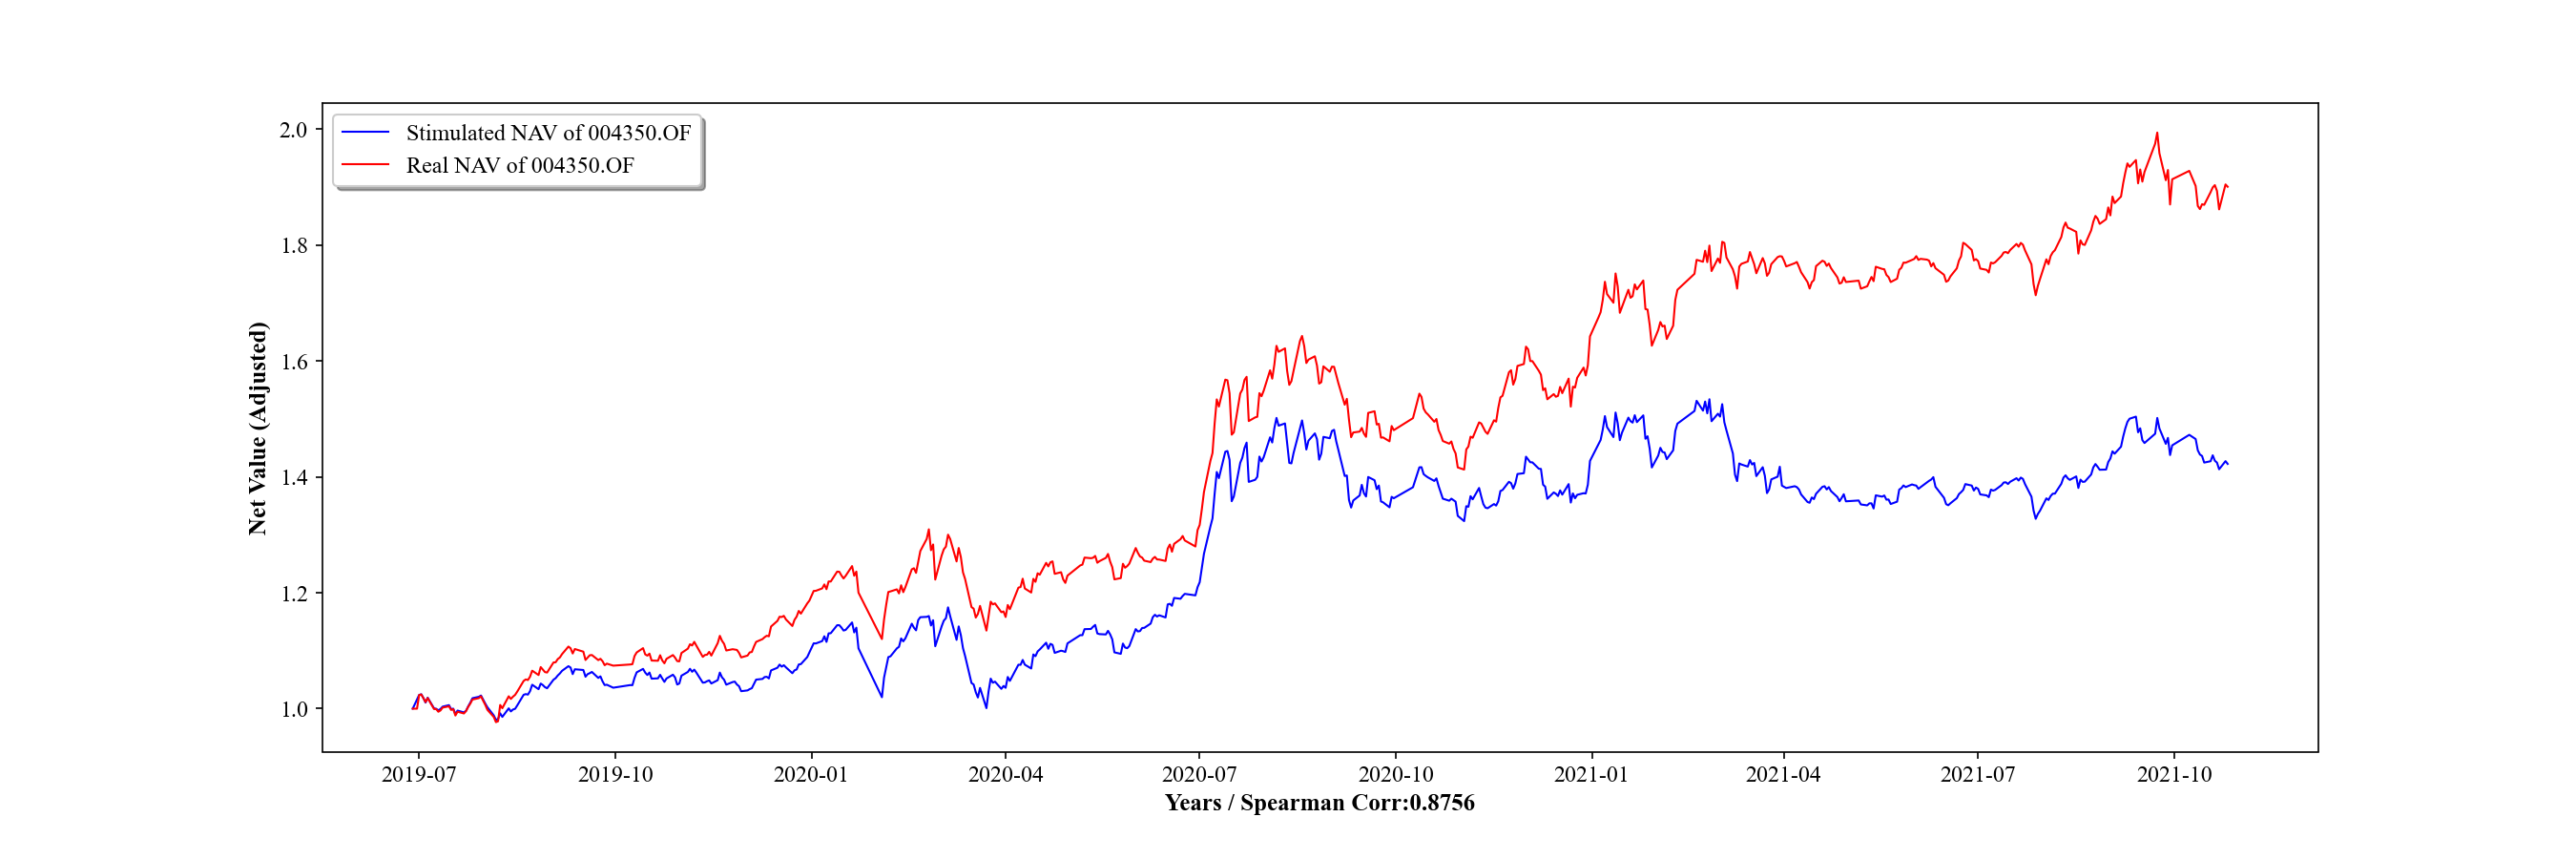 Stimulated NAV of 004350.OF
Real NAV of 004350.OF
Net Value (Adjusted)
2.0
1.8
1.6
1.4
1.2
1.0
2019-07 2019-10 2020-01 2020-04 2020-07 2020-10 2021-01 2021-04 2021-07 2021-10
Years / Spearman Corr:0.8756